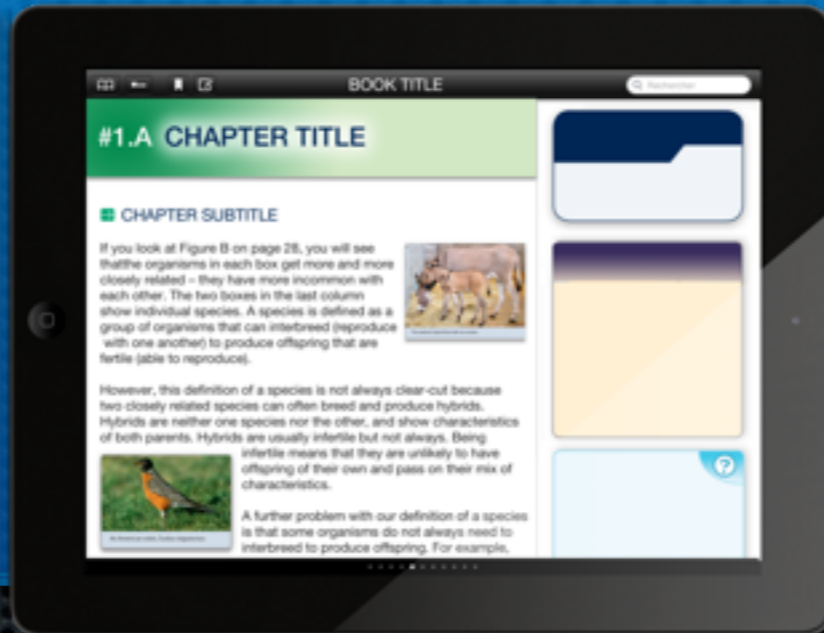 BOOK TITLE
Rechercher
#1.A CHAPTER TITLE
CHAPTER SUBTITLE
If you look at Figure B on page 28, you will see
thatthe organisms in each box get more and more
closely related – they have more incommon with
each other. The two boxes in the last column
show individual species. A species is defined as a
group of organisms that can interbreed (reproduce
with one another) to produce offspring that are
fertile (able to reproduce).
However, this definition of a species is not always clear-cut because
two closely related species can often breed and produce hybrids.
Hybrids are neither one species nor the other, and show characteristics
of both parents. Hybrids are usually infertile but not always. Being
infertile means that they are unlikely to have
offspring of their own and pass on their mix of
characteristics.
An American robin, Turdus migratorius.
A further problem with our definition of a species
is that some organisms do not always need to
interbreed to produce offspring. For example,
?